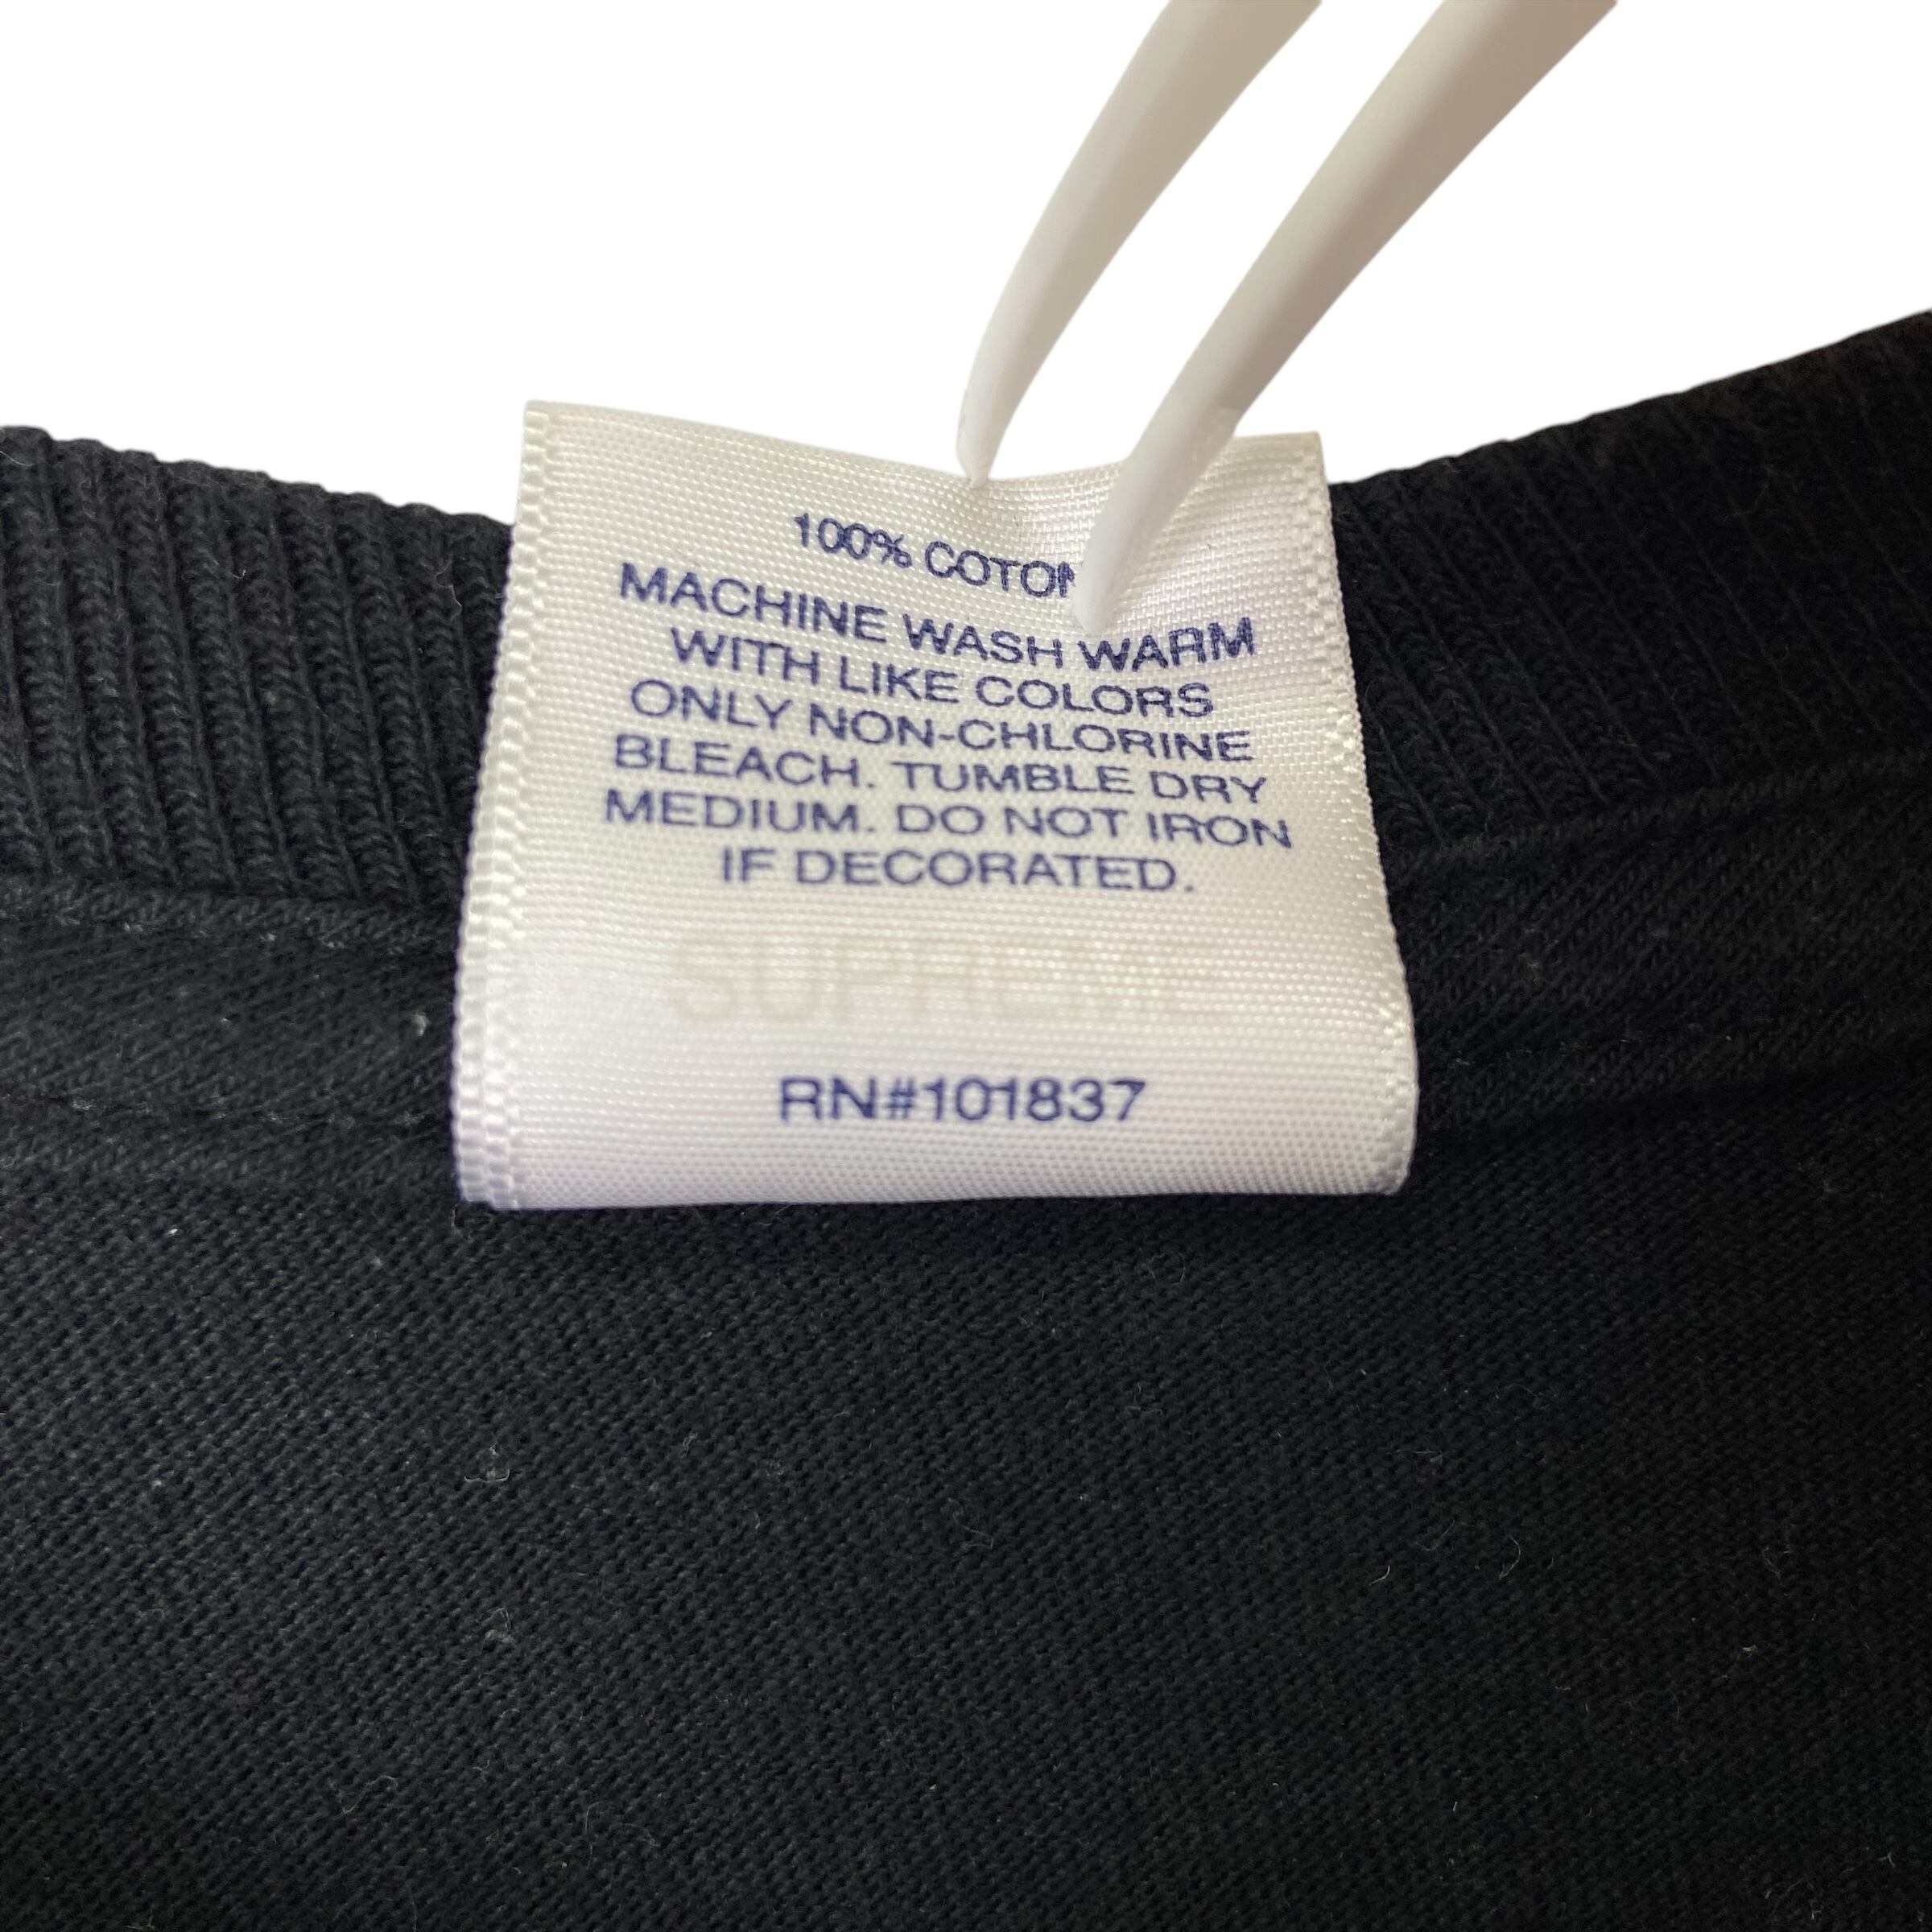 100% COTON
MACHINE WASH WARM
WITH LIKE COLORS
ONLY NON-CHLORINE
BLEACH. TUMBLE DRY
MEDIUM. DO NOT IRON
IF DECORATED.
RN#101837